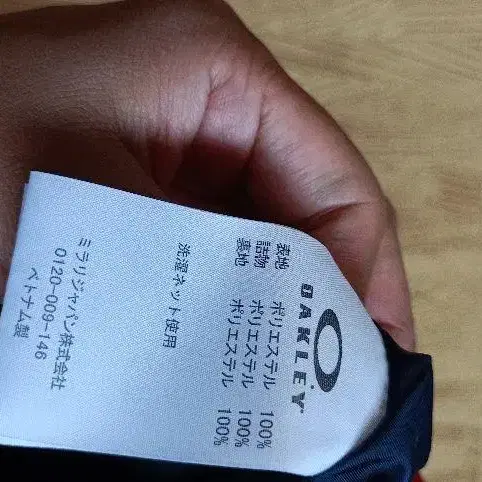 OAKLEY
表地 ポリエステル 100%
詰物 ポリエステル 100%
裏地 ポリエステル 100%
洗濯ネット使用
ミラリジャパン株式会社
0120-009-146
ベトナム製